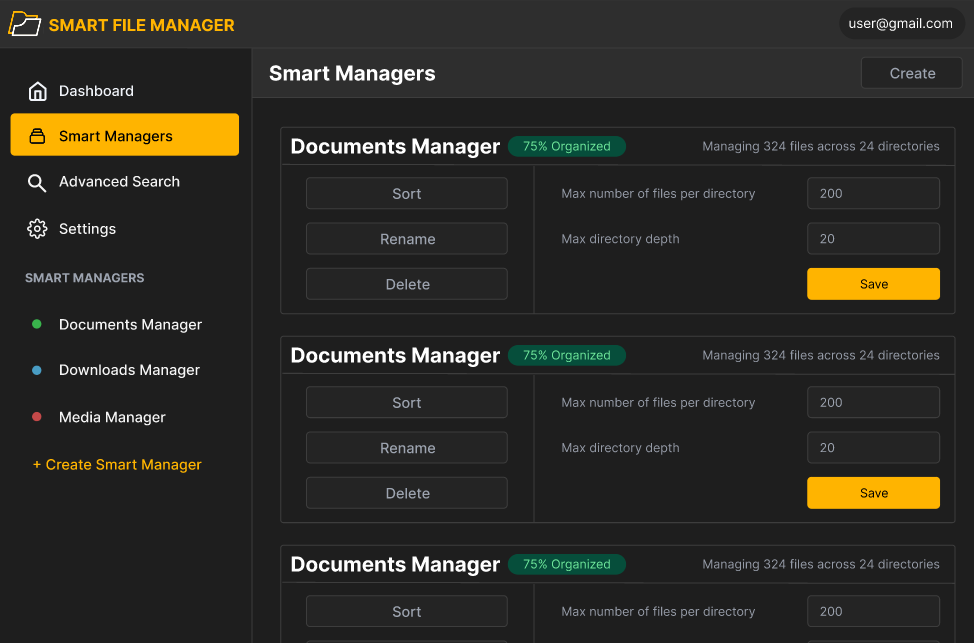 SMART FILE MANAGER
user@gmail.com
Dashboard
Smart Managers
Advanced Search
Settings
SMART MANAGERS
Documents Manager
Downloads Manager
Media Manager
+ Create Smart Manager
Smart Managers
Create
Documents Manager 75% Organized Managing 324 files across 24 directories
Sort
Rename
Delete
Max number of files per directory 200
Max directory depth 20
Save
Documents Manager 75% Organized Managing 324 files across 24 directories
Sort
Rename
Delete
Max number of files per directory 200
Max directory depth 20
Save
Documents Manager 75% Organized Managing 324 files across 24 directories
Sort
Max number of files per directory 200